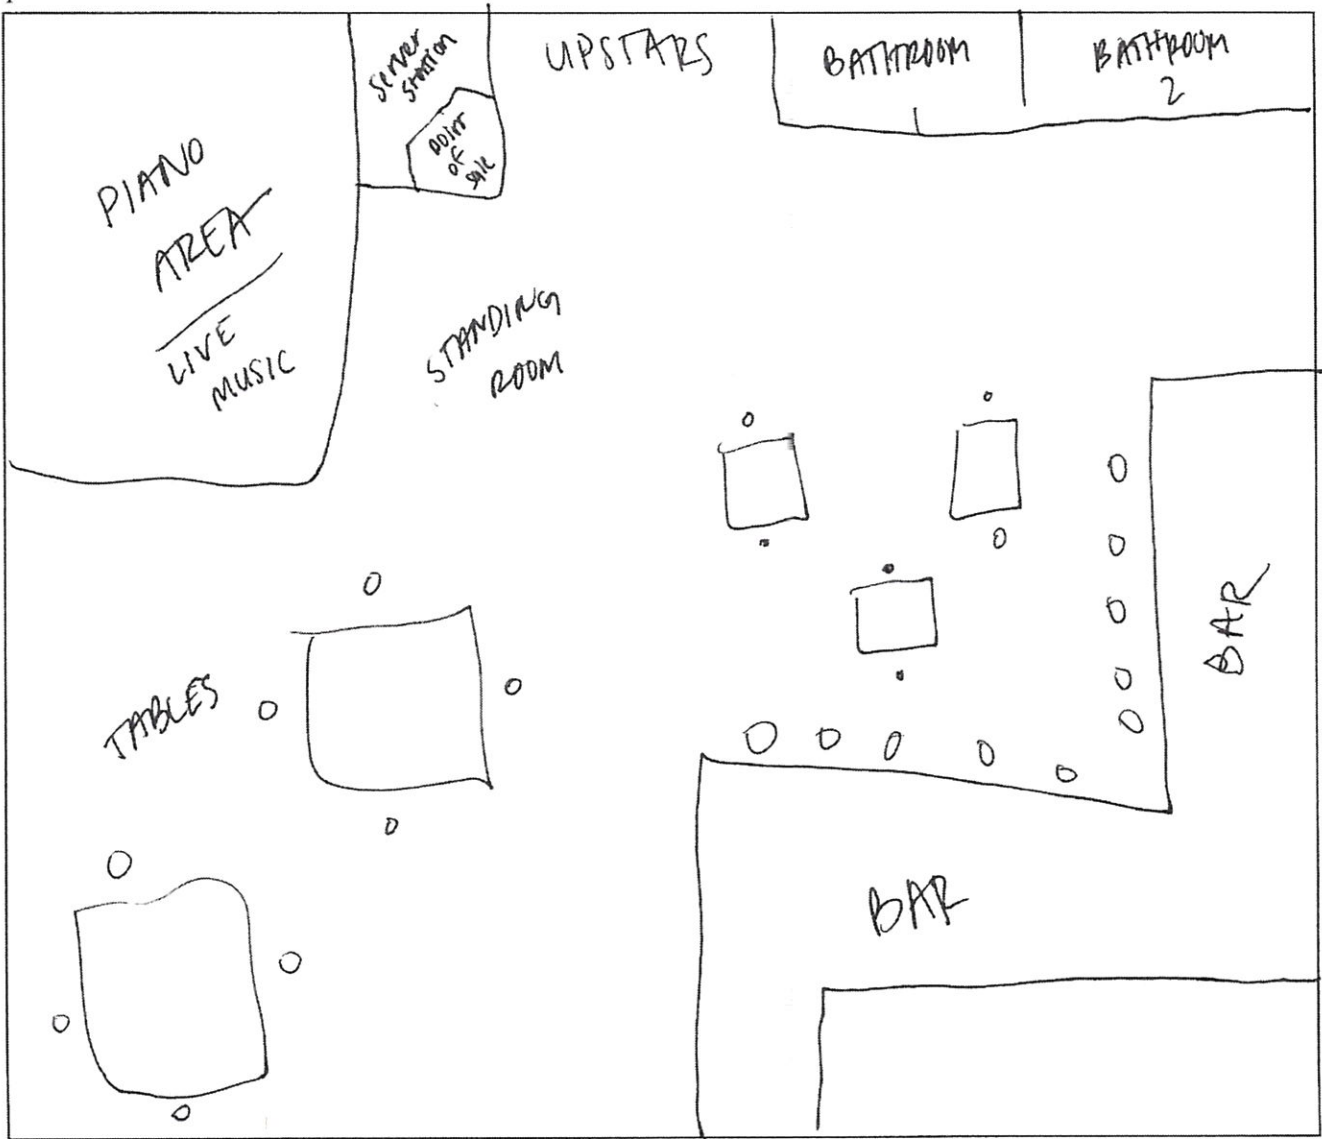 Server
Station
Point
of
Sale
UPSTARS
BATHROOM
BATHROOM
2
PIANO
AREA
LIVE
MUSIC
STANDING
ROOM
TABLES
BAR
BAR